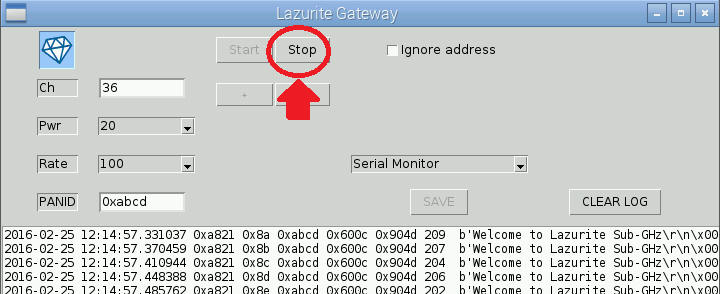 Lazurite Gateway
Start Stop Ignore address
Ch 36
+
Pwr 20
Rate 100 Serial Monitor
PANID 0xabcd SAVE CLEAR LOG
2016-02-25 12:14:57.331037 0xa821 0x8a 0xabcd 0x600c 0x904d 209 b'Welcome to Lazurite Sub-GHz\r\n\x00
2016-02-25 12:14:57.370459 0xa821 0x8b 0xabcd 0x600c 0x904d 207 b'Welcome to Lazurite Sub-GHz\r\n\x00
2016-02-25 12:14:57.410944 0xa821 0x8c 0xabcd 0x600c 0x904d 204 b'Welcome to Lazurite Sub-GHz\r\n\x00
2016-02-25 12:14:57.448388 0xa821 0x8d 0xabcd 0x600c 0x904d 206 b'Welcome to Lazurite Sub-GHz\r\n\x00
2016-02-25 12:14:57.485762 0xa821 0x8e 0xabcd 0x600c 0x904d 202 b'Welcome to Lazurite Sub-GHz\r\n\x00